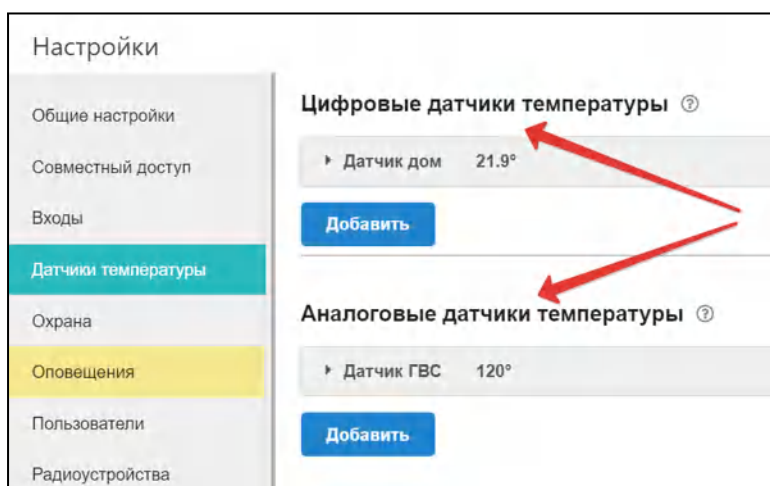 Настройки
Общие настройки
Совместный доступ
Входы
Датчики температуры
Охрана
Оповещения
Пользователи
Радиоустройства
Цифровые датчики температуры ?
Датчик дом 21.9°
Добавить
Аналоговые датчики температуры ?
Датчик ГВС 120°
Добавить